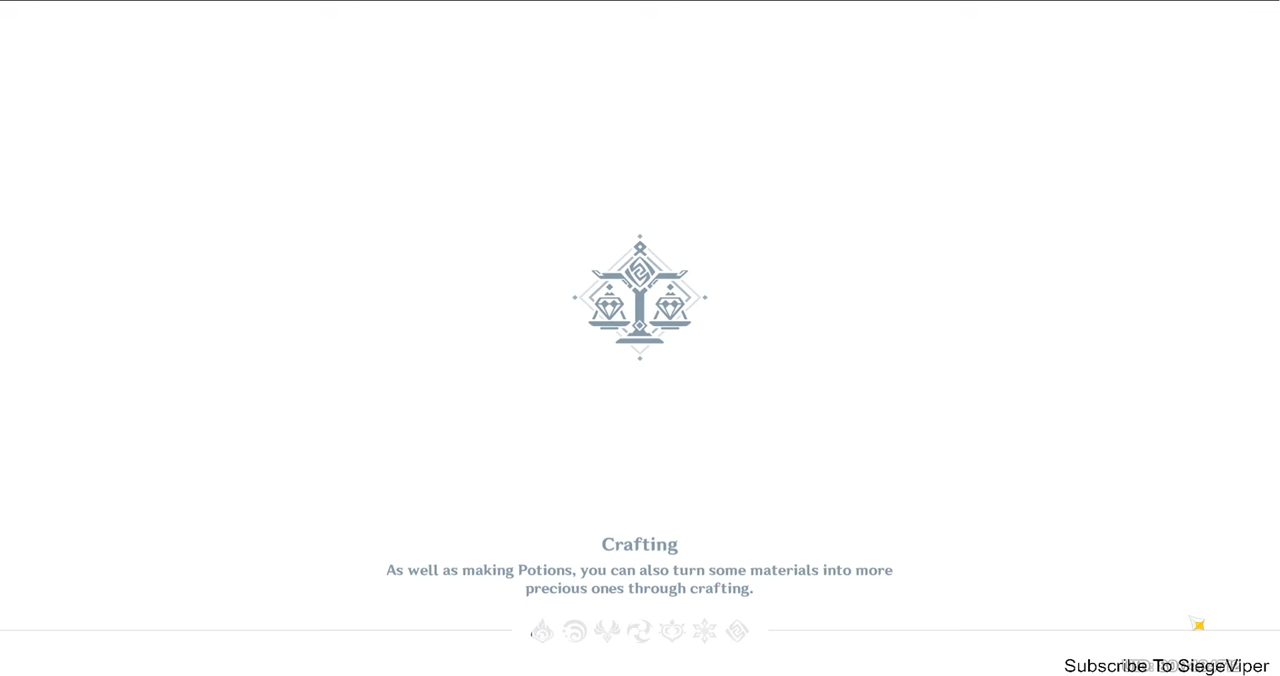 Crafting
As well as making Potions, you can also turn some materials into more
precious ones through crafting.
Subscribe To SiegeViper